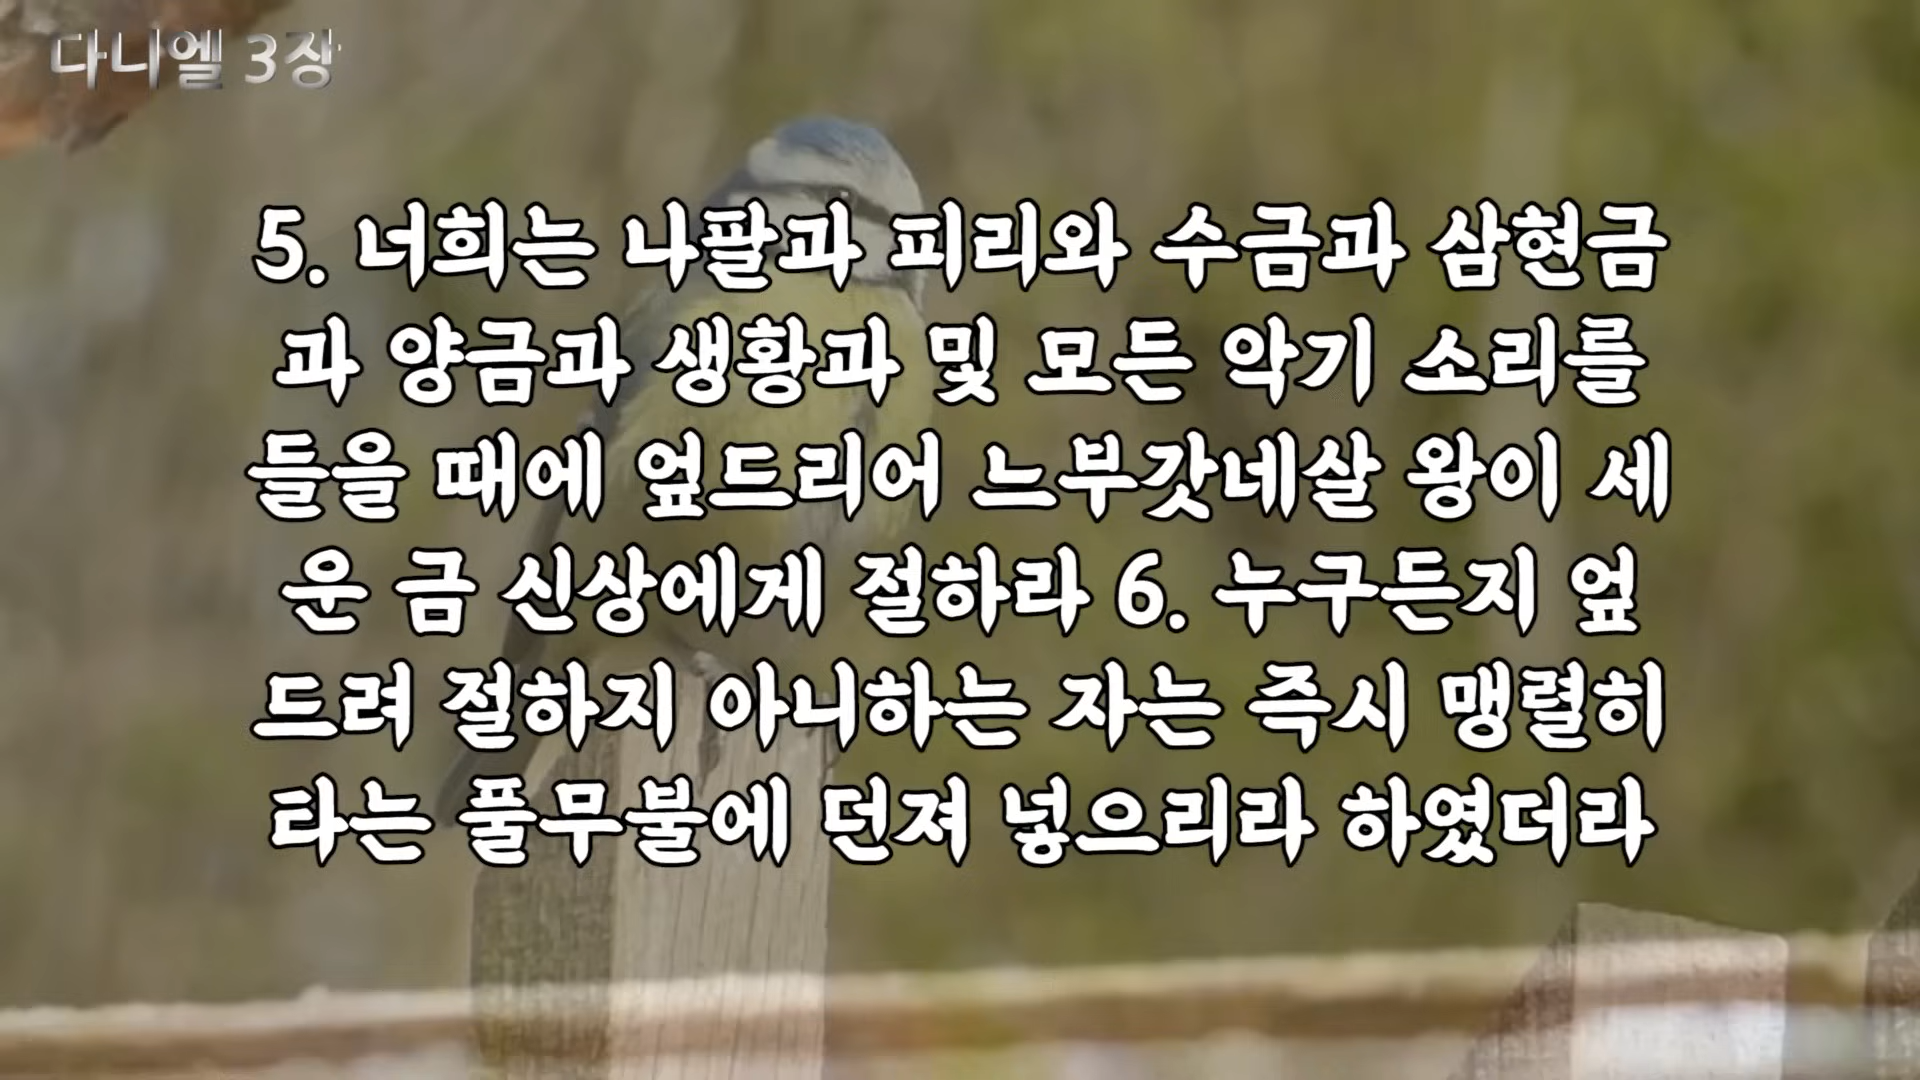 다니엘 3장
5. 너희는 나팔과 피리와 수금과 삼현금
과 양금과 생황과 및 모든 악기 소리를
들을 때에 엎드리어 느부갓네살 왕이 세
운 금 신상에게 절하라 6. 누구든지 엎
드려 절하지 아니하는 자는 즉시 맹렬히
타는 풀무불에 던져 넣으리라 하였더라